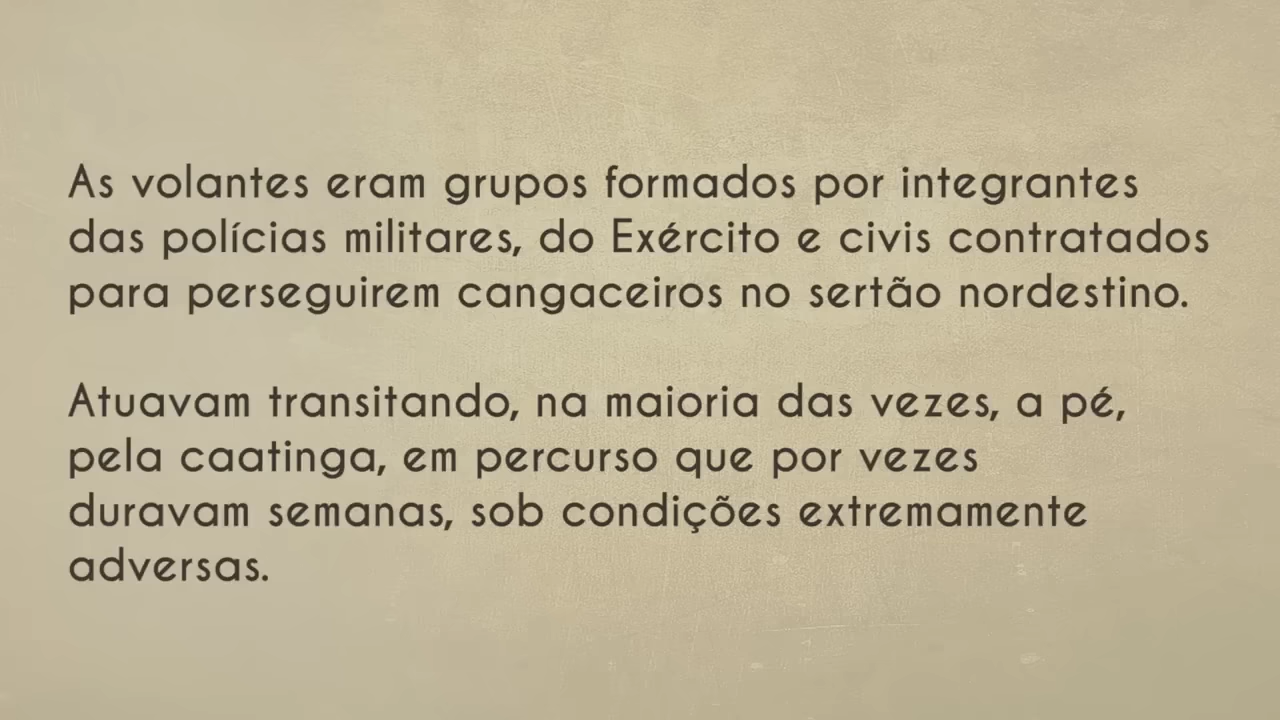 As volantes eram grupos formados por integrantes
das polícias militares, do Exército e civis contratados
para perseguirem cangaceiros no sertão nordestino.
Atuavam transitando, na maioria das vezes, a pé,
pela caatinga, em percurso que por vezes
duravam semanas, sob condições extremamente
adversas.